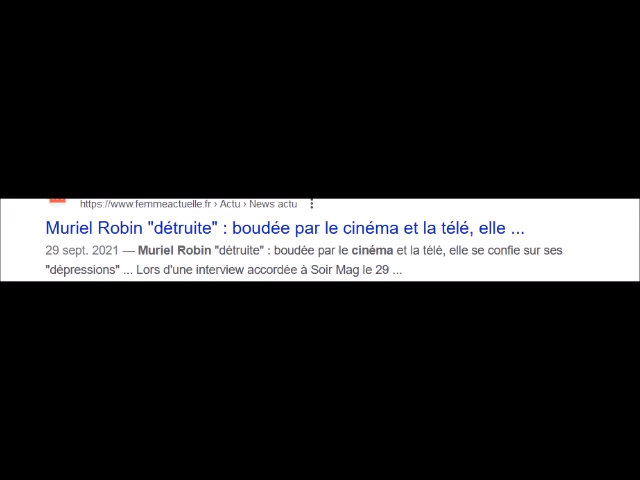 https://www.femmeactuelle.fr › Actu › News actu
Muriel Robin "détruite" : boudée par le cinéma et la télé, elle ...
29 sept. 2021 — Muriel Robin "détruite" : boudée par le cinéma et la télé, elle se confie sur ses
"dépressions" ... Lors d'une interview accordée à Soir Mag le 29 ...